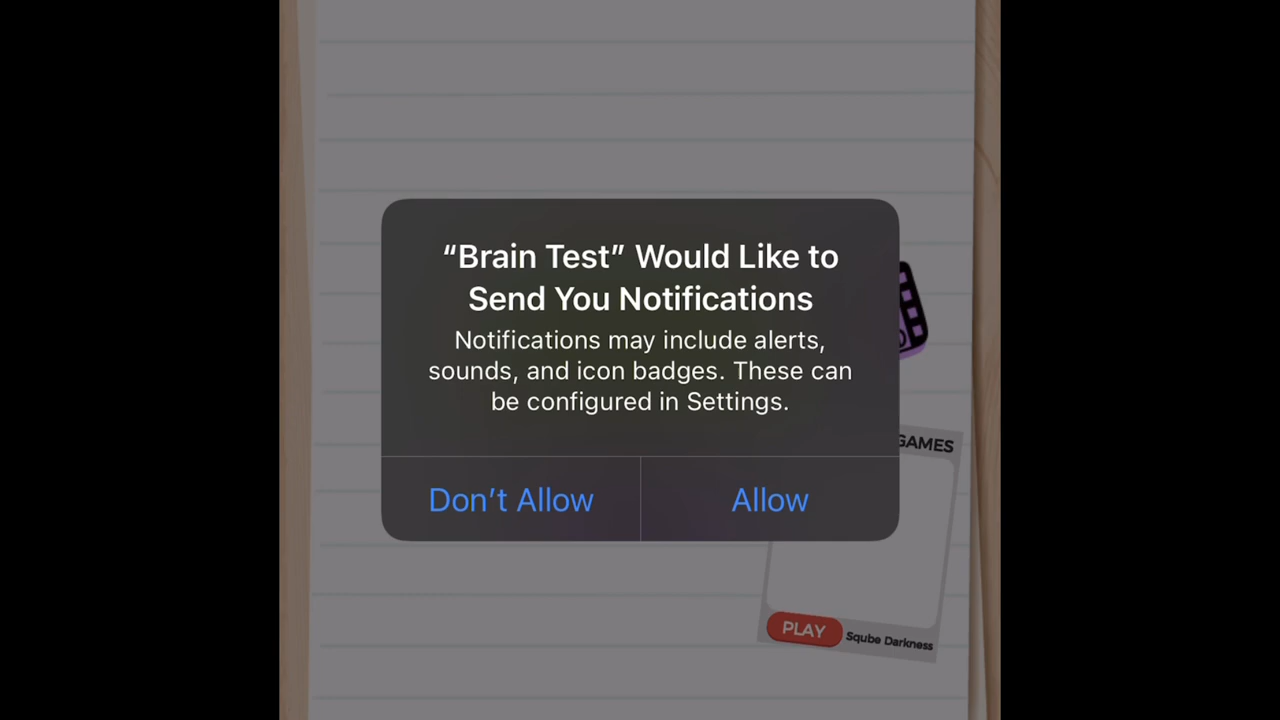 “Brain Test” Would Like to
Send You Notifications
Notifications may include alerts,
sounds, and icon badges. These can
be configured in Settings.
Don’t Allow
Allow
GAMES
PLAY
Sqube Darkness